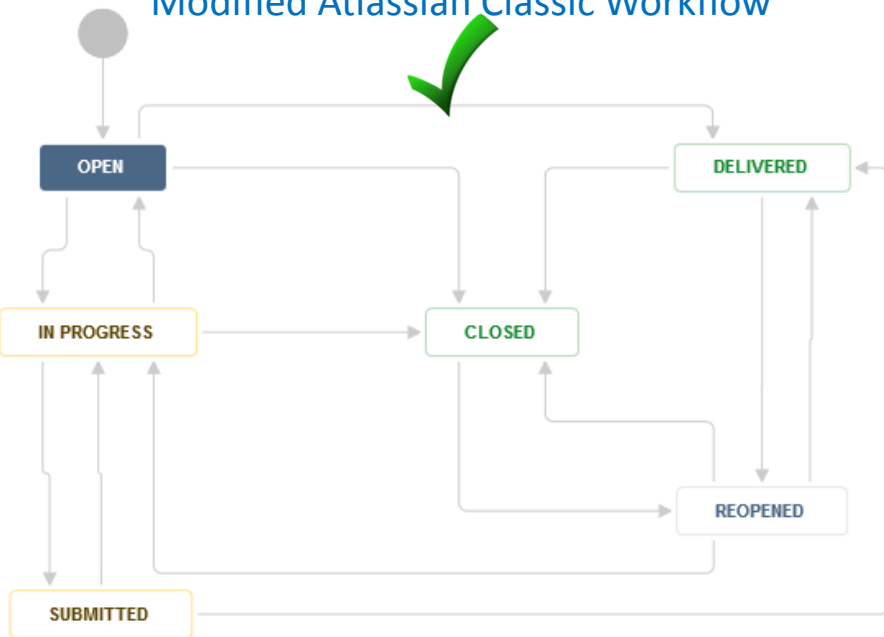 Modified Atlassian Classic Workflow
OPEN
DELIVERED
IN PROGRESS
CLOSED
REOPENED
SUBMITTED